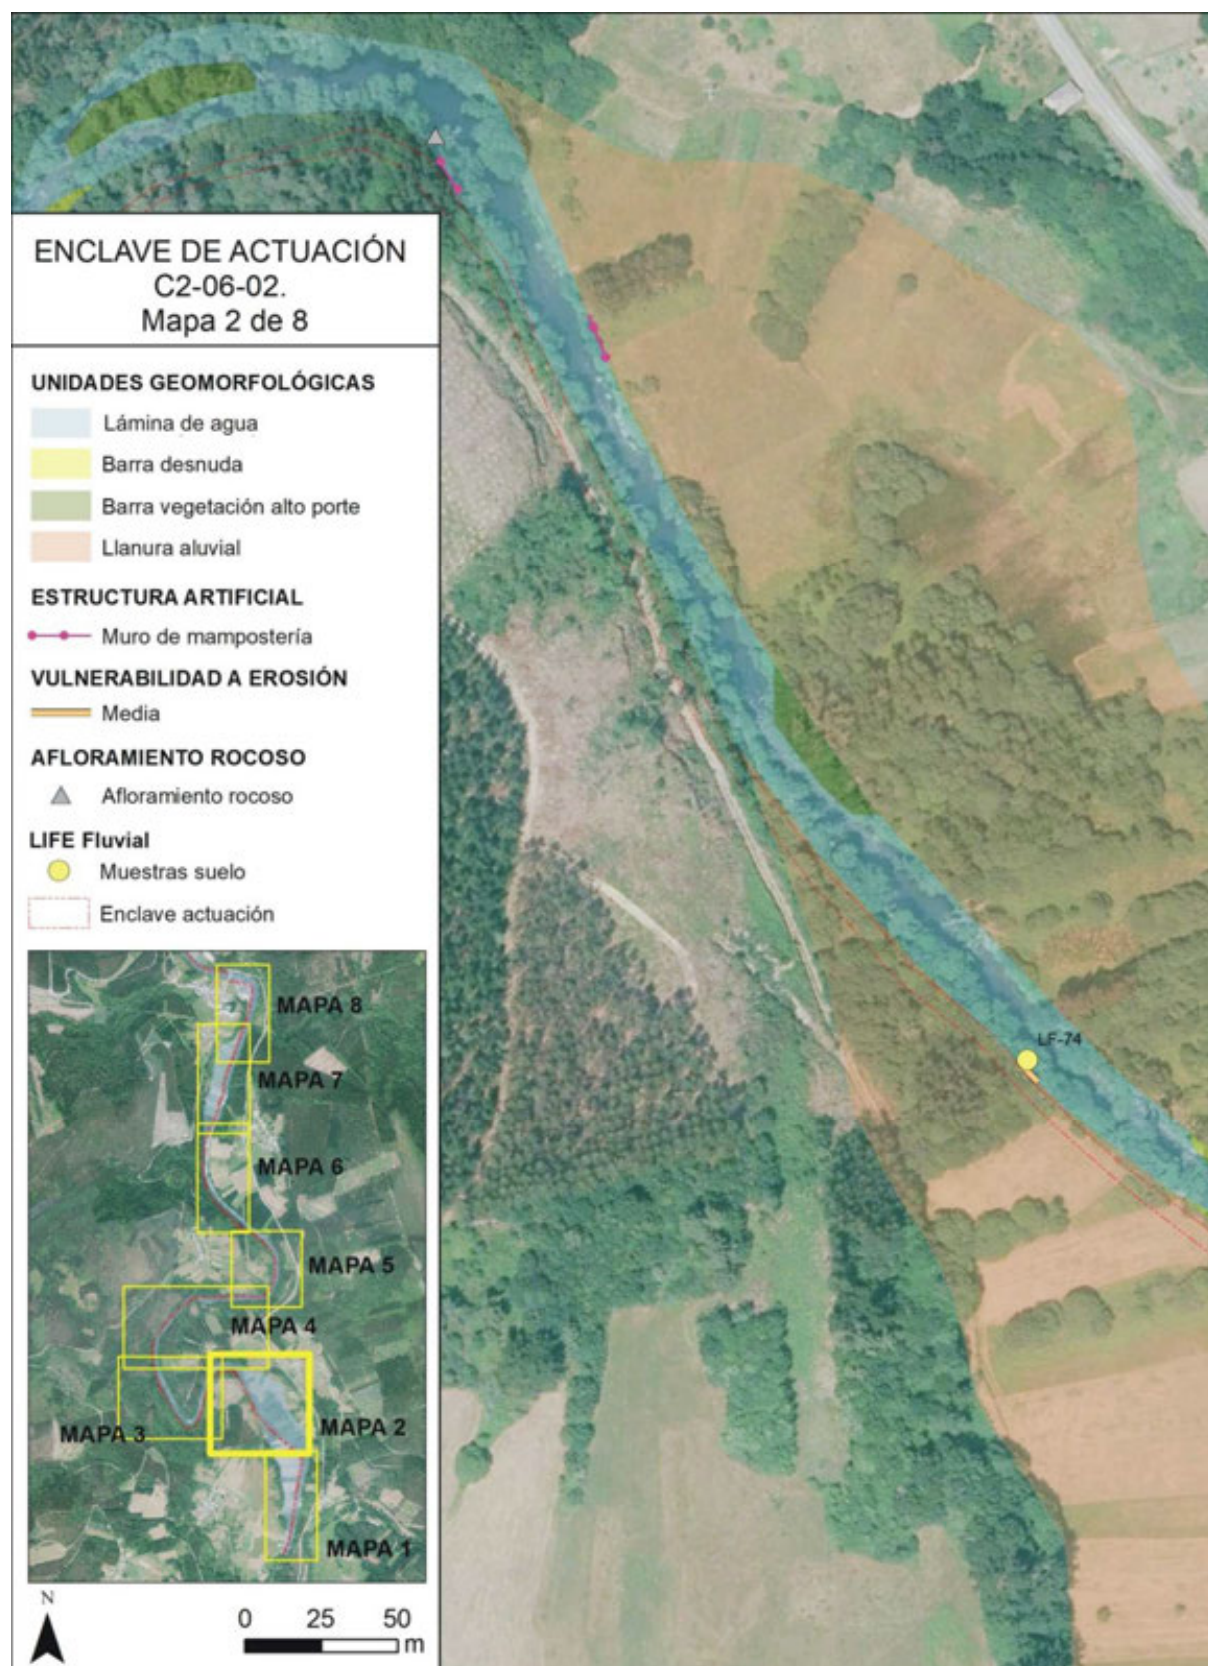 ENCLAVE DE ACTUACIÓN
C2-06-02.
Mapa 2 de 8
UNIDADES GEOMORFOLÓGICAS
Lámina de agua
Barra desnuda
Barra vegetación alto porte
Llanura aluvial
ESTRUCTURA ARTIFICIAL
Muro de mampostería
VULNERABILIDAD A EROSIÓN
Media
AFLORAMIENTO ROCOSO
Afloramiento rocoso
LIFE Fluvial
Muestras suelo
Enclave actuación
MAPA 8
MAPA 7
MAPA 6
MAPA 5
MAPA 4
MAPA 3
MAPA 2
MAPA 1
N
0 25 50
m
LF-74